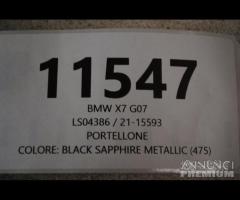 11547
BMW X7 G07
LS04386 / 21-15593
PORTELLONE
COLORE: BLACK SAPPHIRE METALLIC (475)
ANNUNCI
PREMIUM